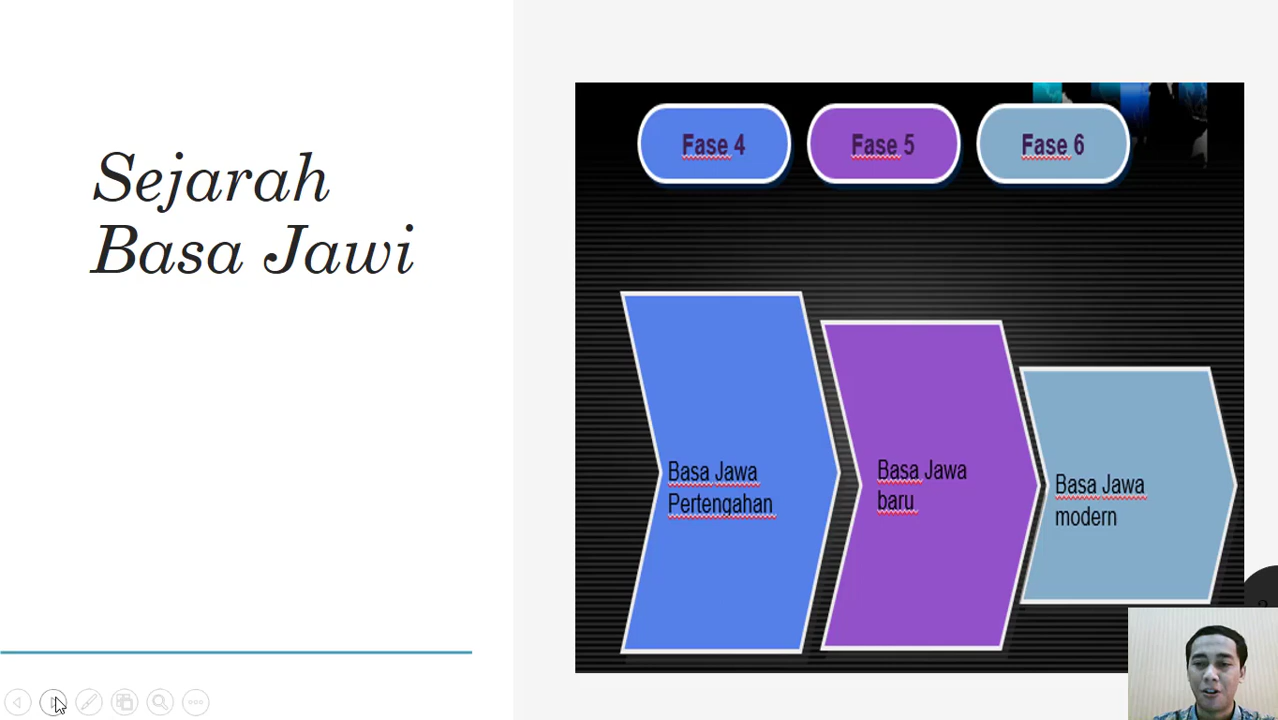 Sejarah
Basa Jawi
Fase 4
Fase 5
Fase 6
Basa Jawa
Pertengahan
Basa Jawa
baru
Basa Jawa
modern